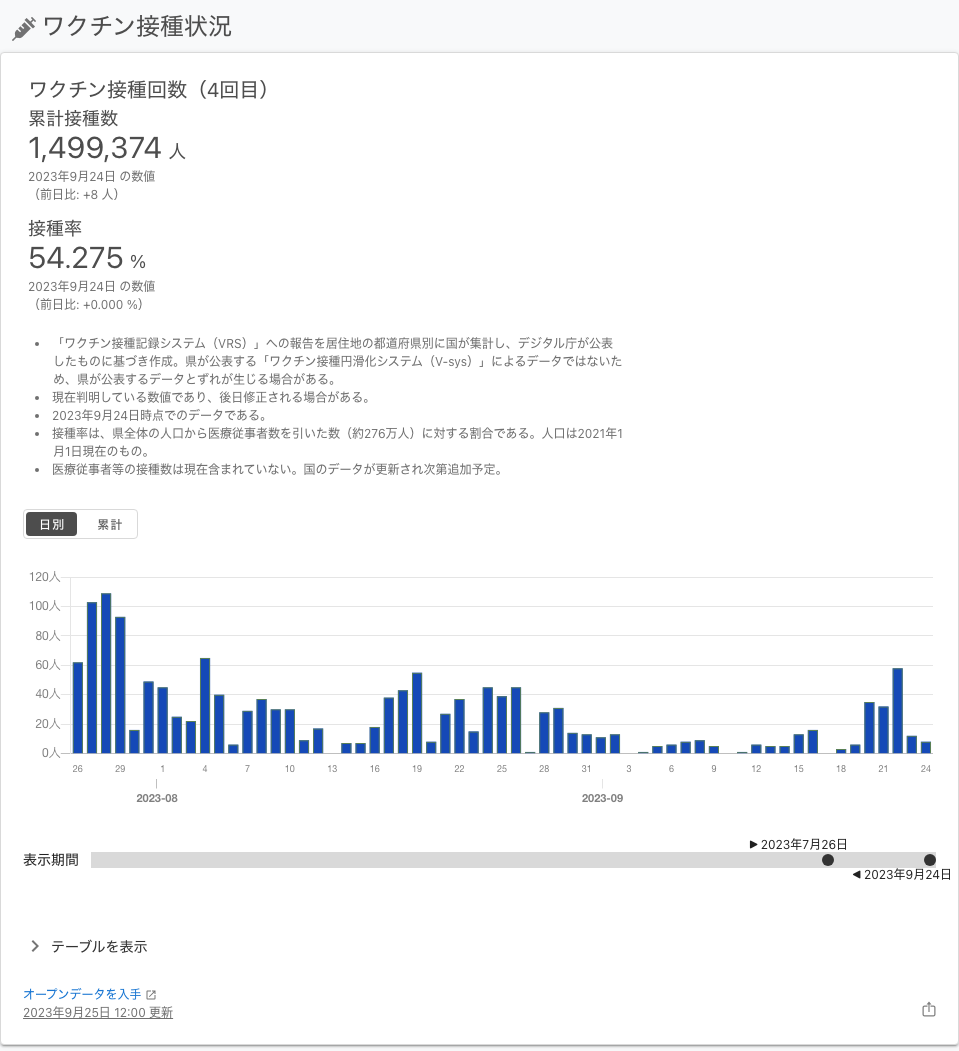 ワクチン接種状況
ワクチン接種回数（4回目）
累計接種数
1,499,374 人
2023年9月24日 の数値
（前日比: +8 人）
接種率
54.275 %
2023年9月24日 の数値
（前日比: +0.000 %）
• 「ワクチン接種記録システム（VRS）」への報告を居住地の都道府県別に国が集計し、デジタル庁が公表
したものに基づき作成。県が公表する「ワクチン接種円滑化システム（V-sys）」によるデータではないた
め、県が公表するデータとずれが生じる場合がある。
• 現在判明している数値であり、後日修正される場合がある。
• 2023年9月24日時点でのデータである。
• 接種率は、県全体の人口から医療従事者数を引いた数（約276万人）に対する割合である。人口は2021年1
月1日現在のもの。
• 医療従事者等の接種数は現在含まれていない。国のデータが更新され次第追加予定。
日別 累計
120人
100人
80人
60人
40人
20人
0人
26 29 1 4 7 10 13 16 19 22 25 28 31 3 6 9 12 15 18 21 24
2023-08 2023-09
2023年7月26日
表示期間
2023年9月24日
テーブルを表示
オープンデータを入手
2023年9月25日 12:00 更新